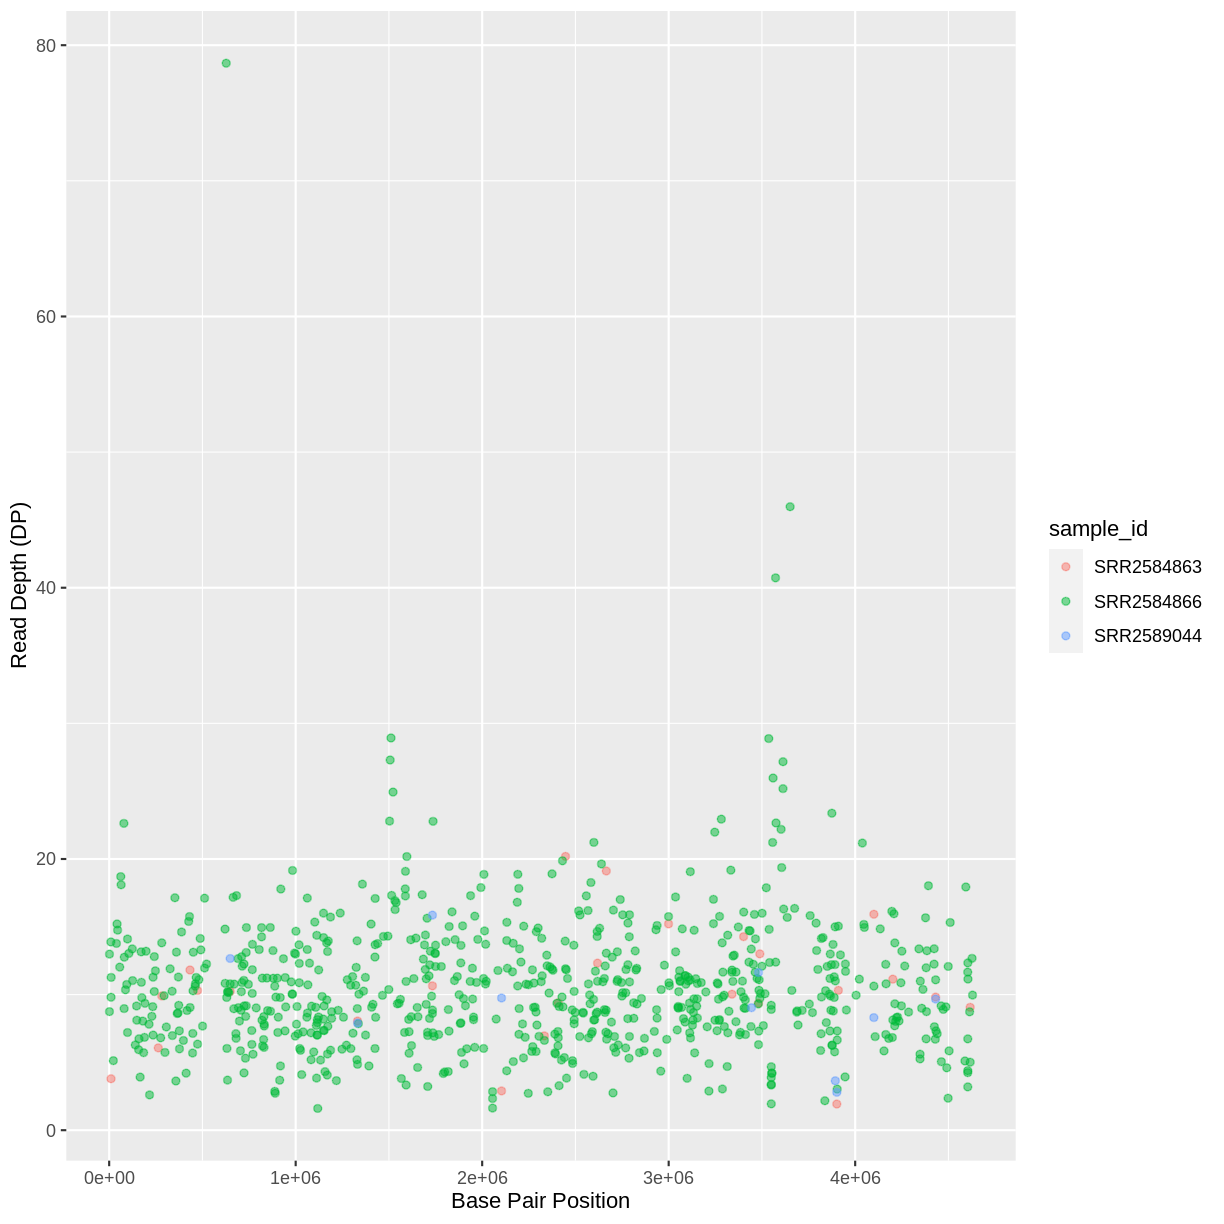 80
60
40
20
0
Read Depth (DP)
0e+00 1e+06 2e+06 3e+06 4e+06
Base Pair Position
sample_id
SRR2584863
SRR2584866
SRR2589044